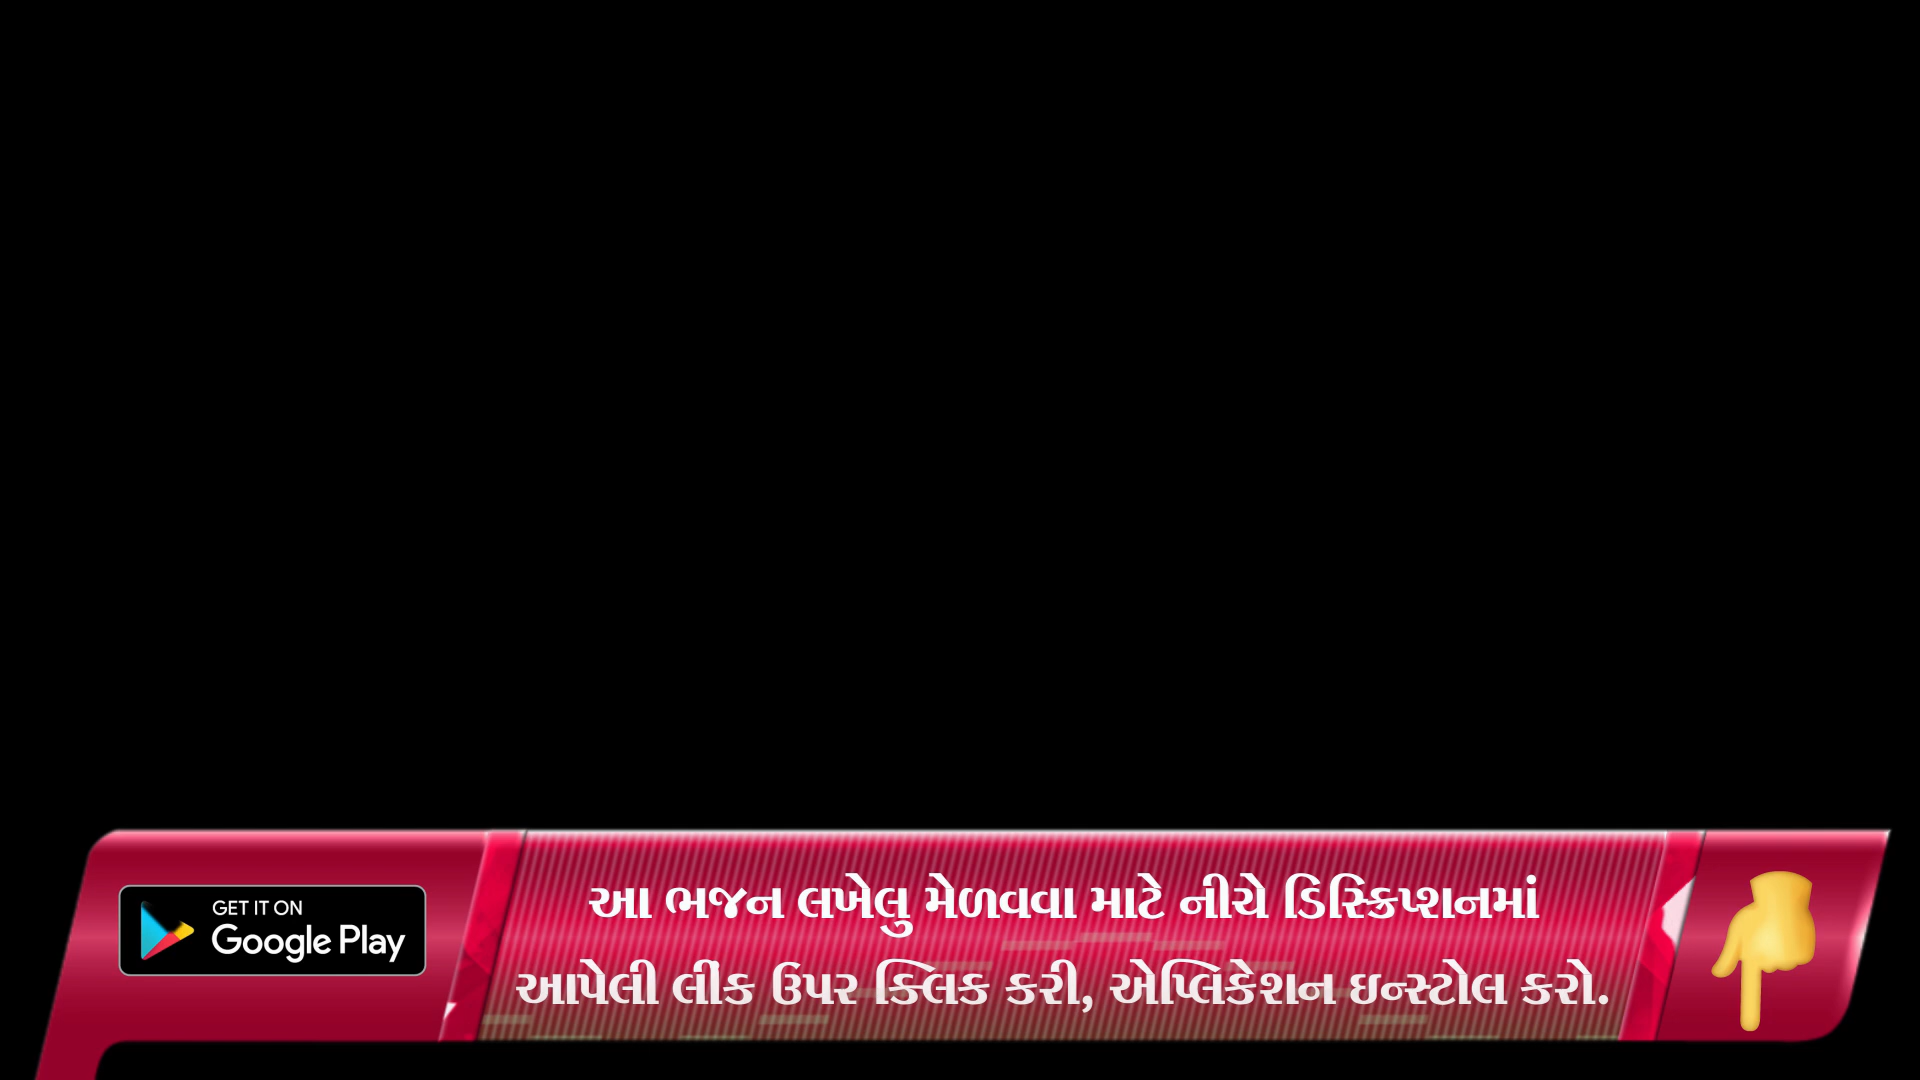 GET IT ON
Google Play
આ ભજન લખેલુ મેળવવા માટે નીચે ડિસ્ક્રિપ્શનમાં
આપેલી લીંક ઉપર ક્લિક કરી, એપ્લિકેશન ઇન્સ્ટોલ કરો.